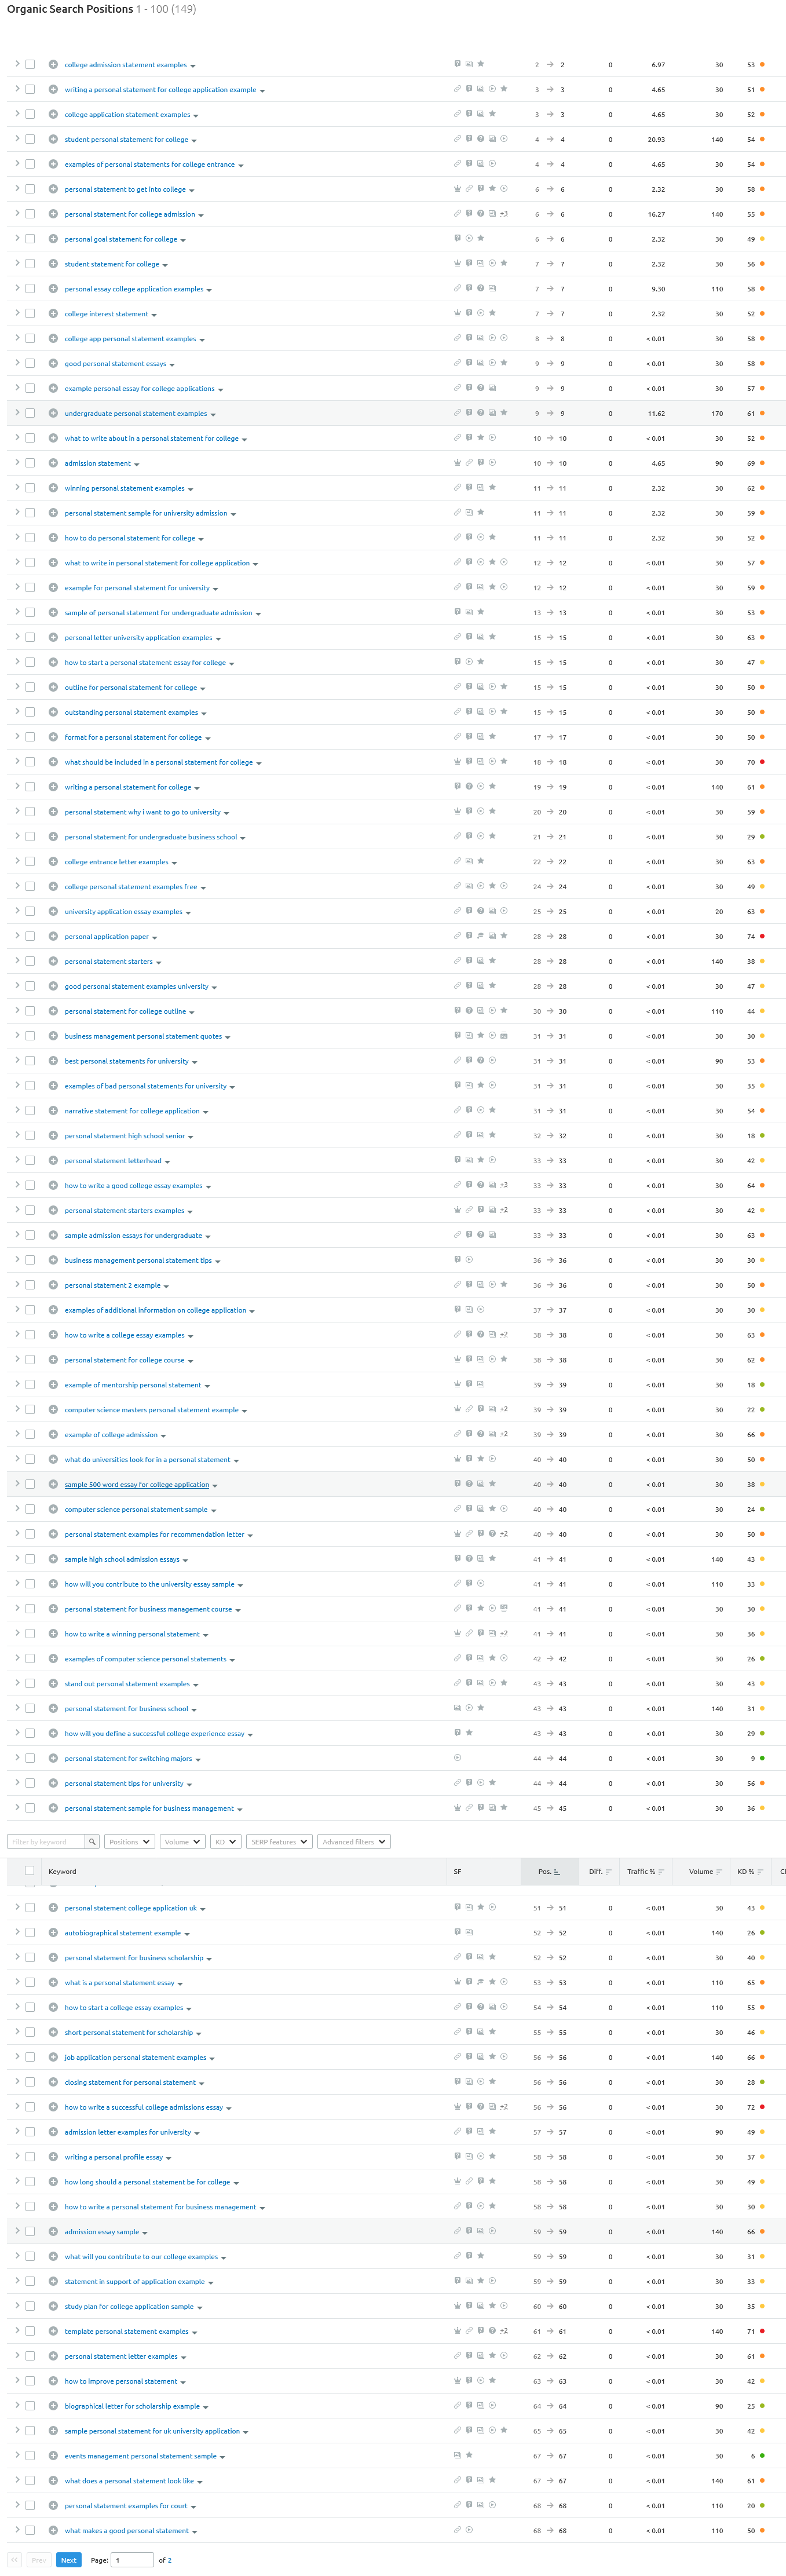 Organic Search Positions 1 - 100 (149)
college admission statement examples 2 → 2 0 6.97 30 53
writing a personal statement for college application example 3 → 3 0 4.65 30 51
college application statement examples 3 → 3 0 4.65 30 52
student personal statement for college 4 → 4 0 20.93 140 54
examples of personal statements for college entrance 4 → 4 0 4.65 30 54
personal statement to get into college 6 → 6 0 2.32 30 58
personal statement for college admission +3 6 → 6 0 16.27 140 55
personal goal statement for college 6 → 6 0 2.32 30 49
student statement for college 7 → 7 0 2.32 30 56
personal essay college application examples 7 → 7 0 9.30 110 58
college interest statement 7 → 7 0 2.32 30 52
college app personal statement examples 8 → 8 0 < 0.01 30 58
good personal statement essays 9 → 9 0 < 0.01 30 58
example personal essay for college applications 9 → 9 0 < 0.01 30 57
undergraduate personal statement examples 9 → 9 0 11.62 170 61
what to write about in a personal statement for college 10 → 10 0 < 0.01 30 52
admission statement 10 → 10 0 4.65 90 69
winning personal statement examples 11 → 11 0 2.32 30 62
personal statement sample for university admission 11 → 11 0 2.32 30 59
how to do personal statement for college 11 → 11 0 2.32 30 52
what to write in personal statement for college application 12 → 12 0 < 0.01 30 57
example for personal statement for university 12 → 12 0 < 0.01 30 59
sample of personal statement for undergraduate admission 13 → 13 0 < 0.01 30 53
personal letter university application examples 15 → 15 0 < 0.01 30 63
how to start a personal statement essay for college 15 → 15 0 < 0.01 30 47
outline for personal statement for college 15 → 15 0 < 0.01 30 50
outstanding personal statement examples 15 → 15 0 < 0.01 30 50
format for a personal statement for college 17 → 17 0 < 0.01 30 50
what should be included in a personal statement for college 18 → 18 0 < 0.01 30 70
writing a personal statement for college 19 → 19 0 < 0.01 140 61
personal statement why i want to go to university 20 → 20 0 < 0.01 30 59
personal statement for undergraduate business school 21 → 21 0 < 0.01 30 29
college entrance letter examples 22 → 22 0 < 0.01 30 63
college personal statement examples free 24 → 24 0 < 0.01 30 49
university application essay examples 25 → 25 0 < 0.01 20 63
personal application paper 28 → 28 0 < 0.01 30 74
personal statement starters 28 → 28 0 < 0.01 140 38
good personal statement examples university 28 → 28 0 < 0.01 30 47
personal statement for college outline 30 → 30 0 < 0.01 110 44
business management personal statement quotes 31 → 31 0 < 0.01 30 30
best personal statements for university 31 → 31 0 < 0.01 90 53
examples of bad personal statements for university 31 → 31 0 < 0.01 30 35
narrative statement for college application 31 → 31 0 < 0.01 30 54
personal statement high school senior 32 → 32 0 < 0.01 30 18
personal statement letterhead 33 → 33 0 < 0.01 30 42
how to write a good college essay examples +3 33 → 33 0 < 0.01 30 64
personal statement starters examples +2 33 → 33 0 < 0.01 30 42
sample admission essays for undergraduate 33 → 33 0 < 0.01 30 63
business management personal statement tips 36 → 36 0 < 0.01 30 30
personal statement 2 example 36 → 36 0 < 0.01 30 50
examples of additional information on college application 37 → 37 0 < 0.01 30 30
how to write a college essay examples +2 38 → 38 0 < 0.01 30 63
personal statement for college course 38 → 38 0 < 0.01 30 62
example of mentorship personal statement 39 → 39 0 < 0.01 30 18
computer science masters personal statement example +2 39 → 39 0 < 0.01 30 22
example of college admission +2 39 → 39 0 < 0.01 30 66
what do universities look for in a personal statement 40 → 40 0 < 0.01 30 50
sample 500 word essay for college application 40 → 40 0 < 0.01 30 38
computer science personal statement sample 40 → 40 0 < 0.01 30 24
personal statement examples for recommendation letter +2 40 → 40 0 < 0.01 30 50
sample high school admission essays 41 → 41 0 < 0.01 140 43
how will you contribute to the university essay sample 41 → 41 0 < 0.01 110 33
personal statement for business management course 41 → 41 0 < 0.01 30 30
how to write a winning personal statement +2 41 → 41 0 < 0.01 30 36
examples of computer science personal statements 42 → 42 0 < 0.01 30 26
stand out personal statement examples 43 → 43 0 < 0.01 30 43
personal statement for business school 43 → 43 0 < 0.01 140 31
how will you define a successful college experience essay 43 → 43 0 < 0.01 30 29
personal statement for switching majors 44 → 44 0 < 0.01 30 9
personal statement tips for university 44 → 44 0 < 0.01 30 56
personal statement sample for business management 45 → 45 0 < 0.01 30 36
Filter by keyword Positions Volume KD SERP features Advanced filters
Keyword SF Pos. Diff. Traffic % Volume KD %
personal statement college application uk 51 → 51 0 < 0.01 30 43
autobiographical statement example 52 → 52 0 < 0.01 140 26
personal statement for business scholarship 52 → 52 0 < 0.01 30 40
what is a personal statement essay 53 → 53 0 < 0.01 110 65
how to start a college essay examples 54 → 54 0 < 0.01 110 55
short personal statement for scholarship 55 → 55 0 < 0.01 30 46
job application personal statement examples 56 → 56 0 < 0.01 140 66
closing statement for personal statement 56 → 56 0 < 0.01 30 28
how to write a successful college admissions essay +2 56 → 56 0 < 0.01 30 72
admission letter examples for university 57 → 57 0 < 0.01 90 49
writing a personal profile essay 58 → 58 0 < 0.01 30 37
how long should a personal statement be for college 58 → 58 0 < 0.01 30 49
how to write a personal statement for business management 58 → 58 0 < 0.01 30 30
admission essay sample 59 → 59 0 < 0.01 140 66
what will you contribute to our college examples 59 → 59 0 < 0.01 30 31
statement in support of application example 59 → 59 0 < 0.01 30 33
study plan for college application sample 60 → 60 0 < 0.01 30 35
template personal statement examples +2 61 → 61 0 < 0.01 140 71
personal statement letter examples 62 → 62 0 < 0.01 30 61
how to improve personal statement 63 → 63 0 < 0.01 30 42
biographical letter for scholarship example 64 → 64 0 < 0.01 90 25
sample personal statement for uk university application 65 → 65 0 < 0.01 30 42
events management personal statement sample 67 → 67 0 < 0.01 30 6
what does a personal statement look like 67 → 67 0 < 0.01 140 61
personal statement examples for court 68 → 68 0 < 0.01 110 20
what makes a good personal statement 68 → 68 0 < 0.01 110 50
<< Prev Next Page: 1 of 2